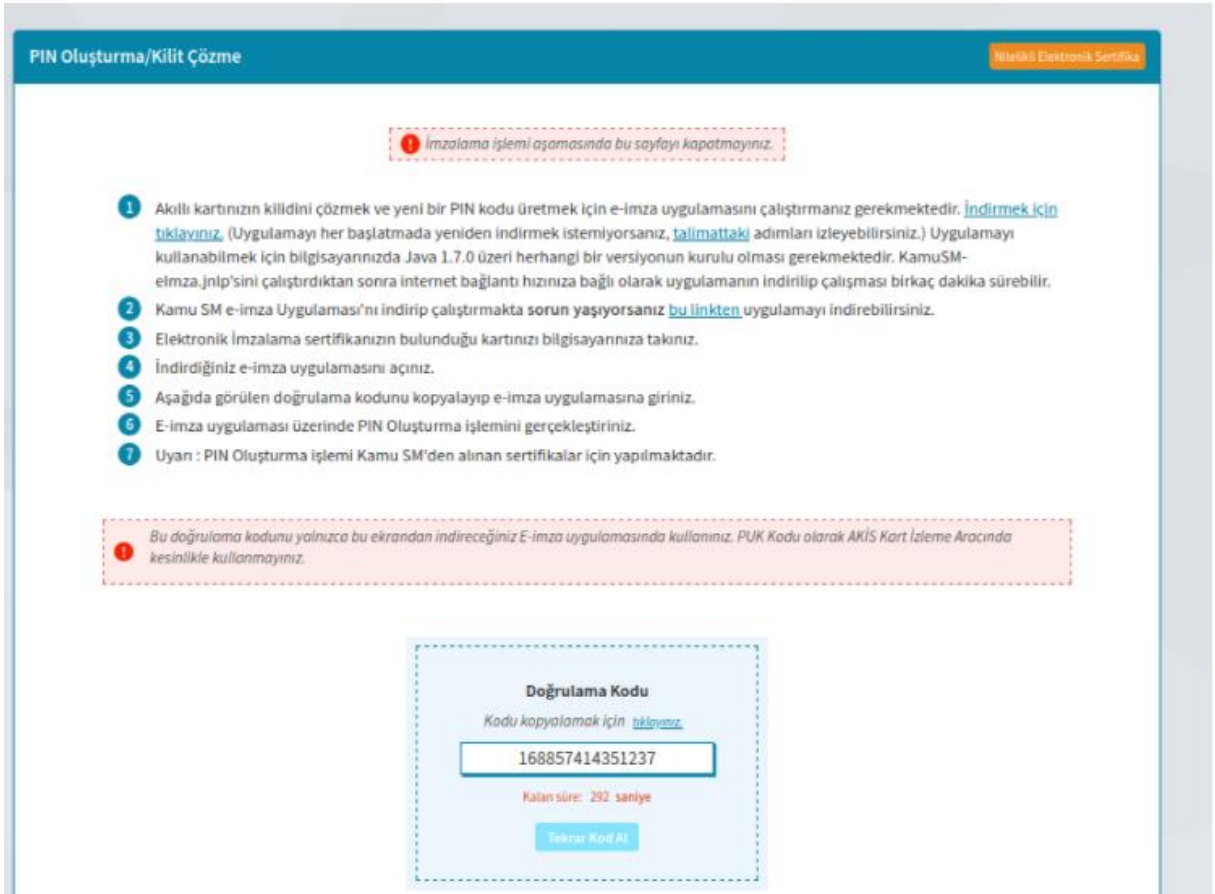 PIN Oluşturma/Kilit Çözme
Nitelikli Elektronik Sertifika
İmzalama işlemi aşamasında bu sayfayı kapatmayınız.
1 Akıllı kartınızın kilidini çözmek ve yeni bir PIN kodu üretmek için e-imza uygulamasını çalıştırmanız gerekmektedir. İndirmek için
tıklayınız. (Uygulamayı her başlatmada yeniden indirmek istemiyorsanız, talimattaki adımları izleyebilirsiniz.) Uygulamayı
kullanabilmek için bilgisayarınızda Java 1.7.0 üzeri herhangi bir versiyonun kurulu olması gerekmektedir. KamuSM-
eImza.jnlp'sini çalıştırdıktan sonra internet bağlantı hızınıza bağlı olarak uygulamanın indirilip çalışması birkaç dakika sürebilir.
2 Kamu SM e-imza Uygulaması'nı indirip çalıştırmakta sorun yaşıyorsanız bu linkten uygulamayı indirebilirsiniz.
3 Elektronik İmzalama sertifikanızın bulunduğu kartınızı bilgisayarınıza takınız.
4 İndirdiğiniz e-imza uygulamasını açınız.
5 Aşağıda görülen doğrulama kodunu kopyalayıp e-imza uygulamasına giriniz.
6 E-imza uygulaması üzerinde PIN Oluşturma işlemini gerçekleştiriniz.
7 Uyarı : PIN Oluşturma işlemi Kamu SM'den alınan sertifikalar için yapılmaktadır.
Bu doğrulama kodunu yalnızca bu ekrandan indireceğiniz E-imza uygulamasında kullanınız. PUK Kodu olarak AKİS Kart İzleme Aracında
kesinlikle kullanmayınız.
Doğrulama Kodu
Kodu kopyalamak için tıklayınız.
168857414351237
Kalan süre: 292 saniye
Tekrar Kod Al